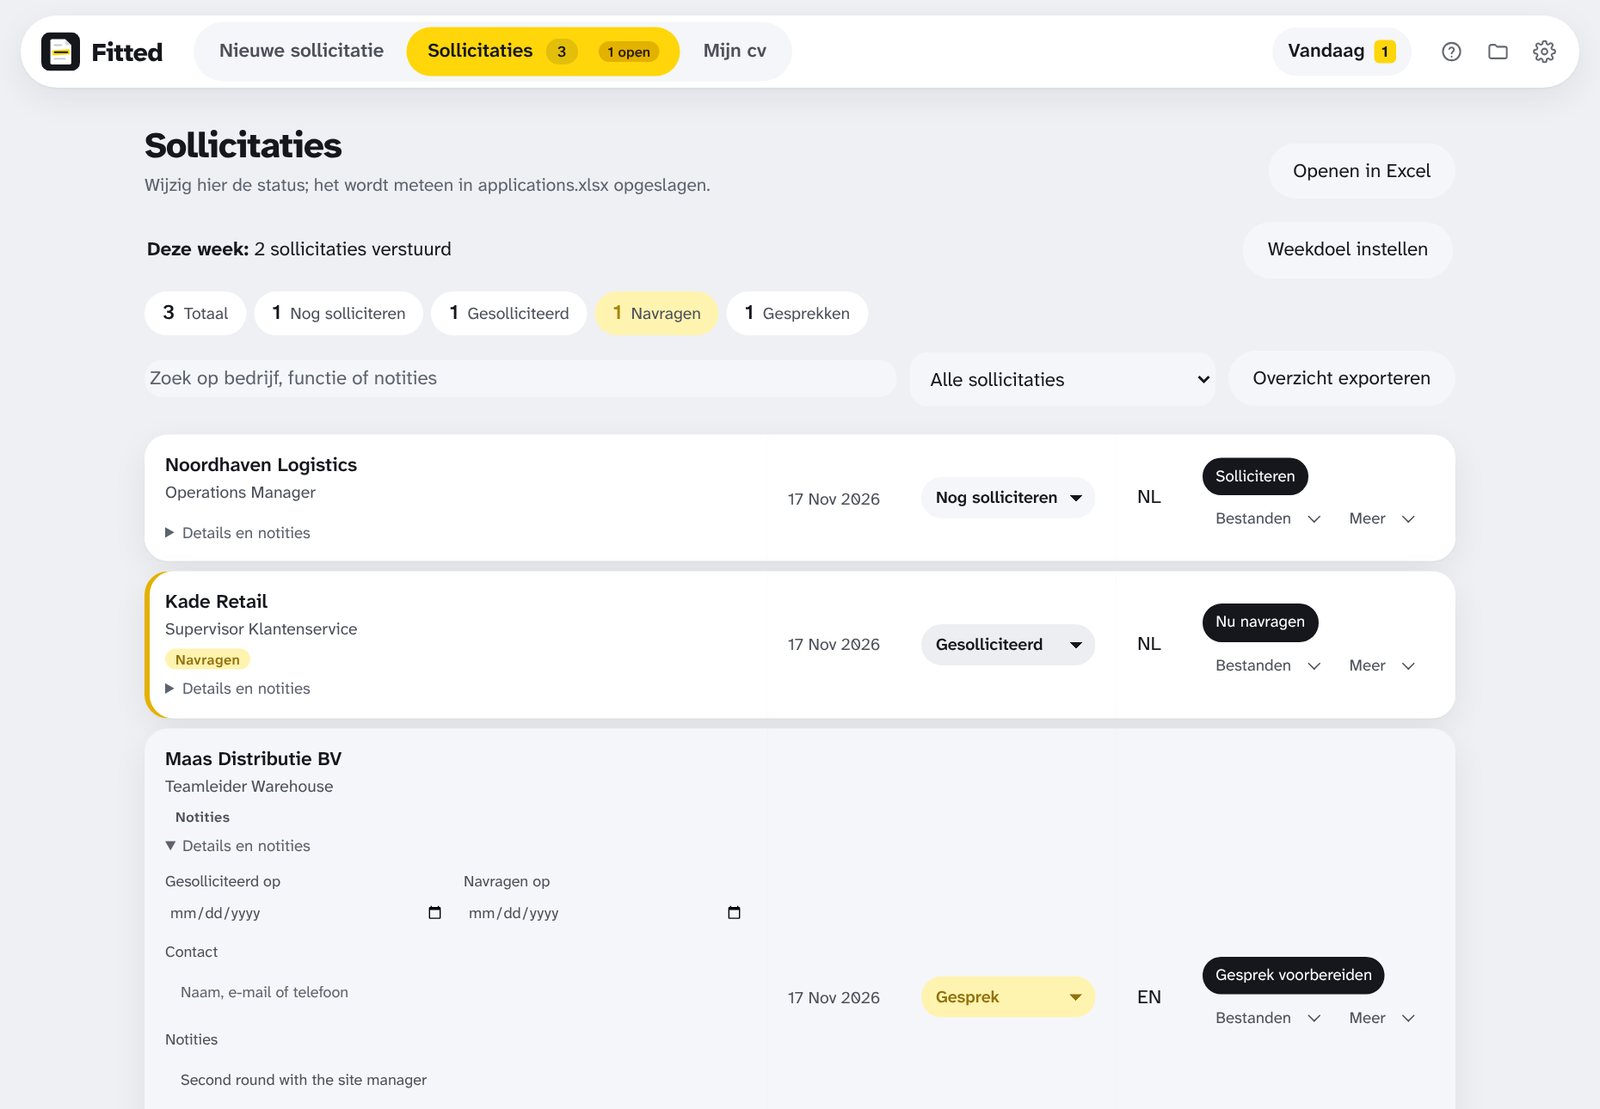 Fitted
Nieuwe sollicitatie
Sollicitaties 3 1 open
Mijn cv
Vandaag 1
Sollicitaties
Wijzig hier de status; het wordt meteen in applications.xlsx opgeslagen.
Openen in Excel
Deze week: 2 sollicitaties verstuurd
Weekdoel instellen
3 Totaal
1 Nog solliciteren
1 Gesolliciteerd
1 Navragen
1 Gesprekken
Zoek op bedrijf, functie of notities
Alle sollicitaties
Overzicht exporteren
Noordhaven Logistics
Operations Manager
Details en notities
17 Nov 2026
Nog solliciteren
NL
Solliciteren
Bestanden
Meer
Kade Retail
Supervisor Klantenservice
Navragen
Details en notities
17 Nov 2026
Gesolliciteerd
NL
Nu navragen
Bestanden
Meer
Maas Distributie BV
Teamleider Warehouse
Notities
Details en notities
Gesolliciteerd op
Navragen op
mm/dd/yyyy
mm/dd/yyyy
Contact
Naam, e-mail of telefoon
Notities
Second round with the site manager
17 Nov 2026
Gesprek
EN
Gesprek voorbereiden
Bestanden
Meer